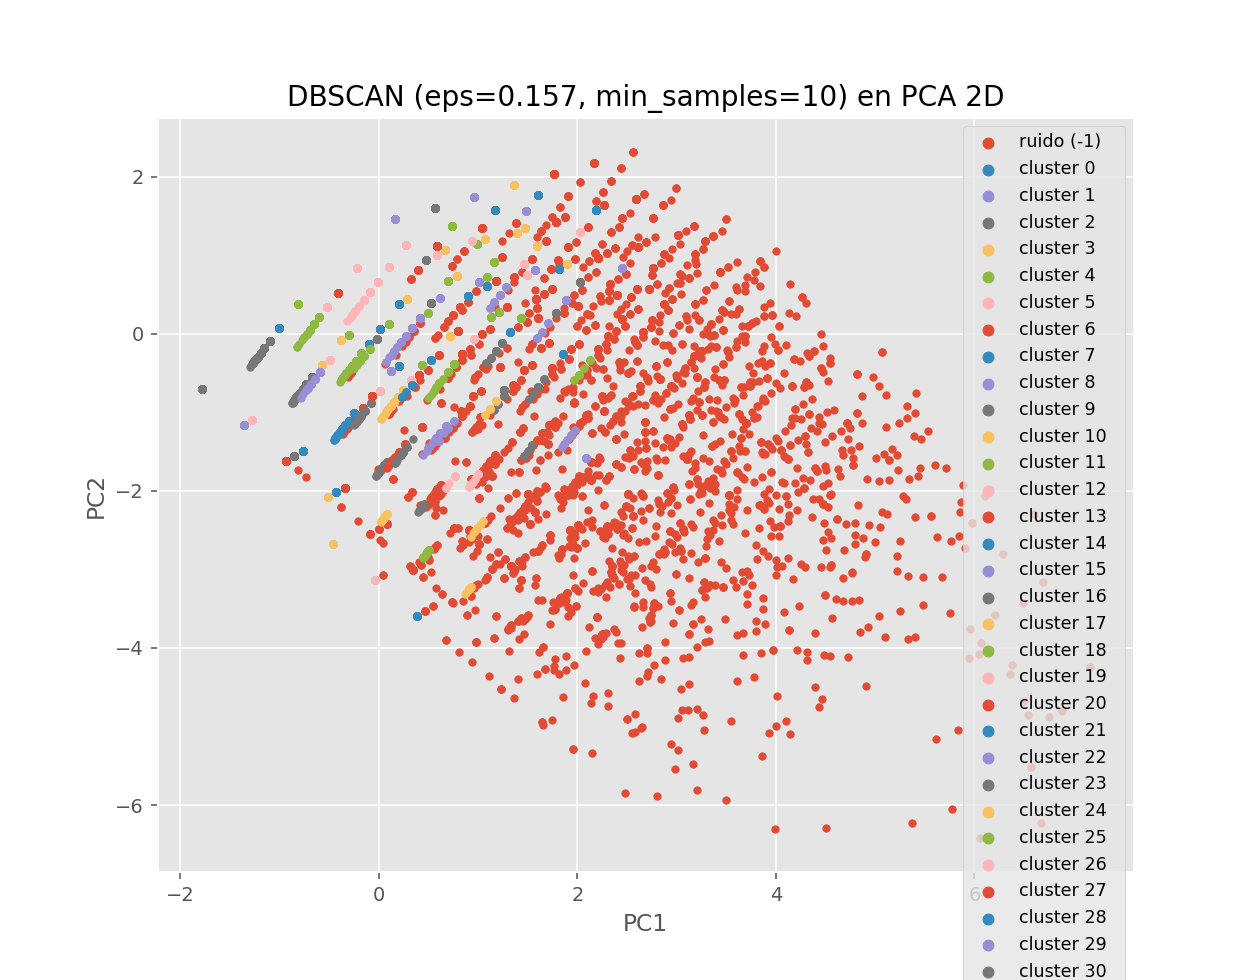 DBSCAN (eps=0.157, min_samples=10) en PCA 2D
2
0
−2
−4
−6
PC2
−2
0
2
4
6
PC1
ruido (-1)
cluster 0
cluster 1
cluster 2
cluster 3
cluster 4
cluster 5
cluster 6
cluster 7
cluster 8
cluster 9
cluster 10
cluster 11
cluster 12
cluster 13
cluster 14
cluster 15
cluster 16
cluster 17
cluster 18
cluster 19
cluster 20
cluster 21
cluster 22
cluster 23
cluster 24
cluster 25
cluster 26
cluster 27
cluster 28
cluster 29
cluster 30